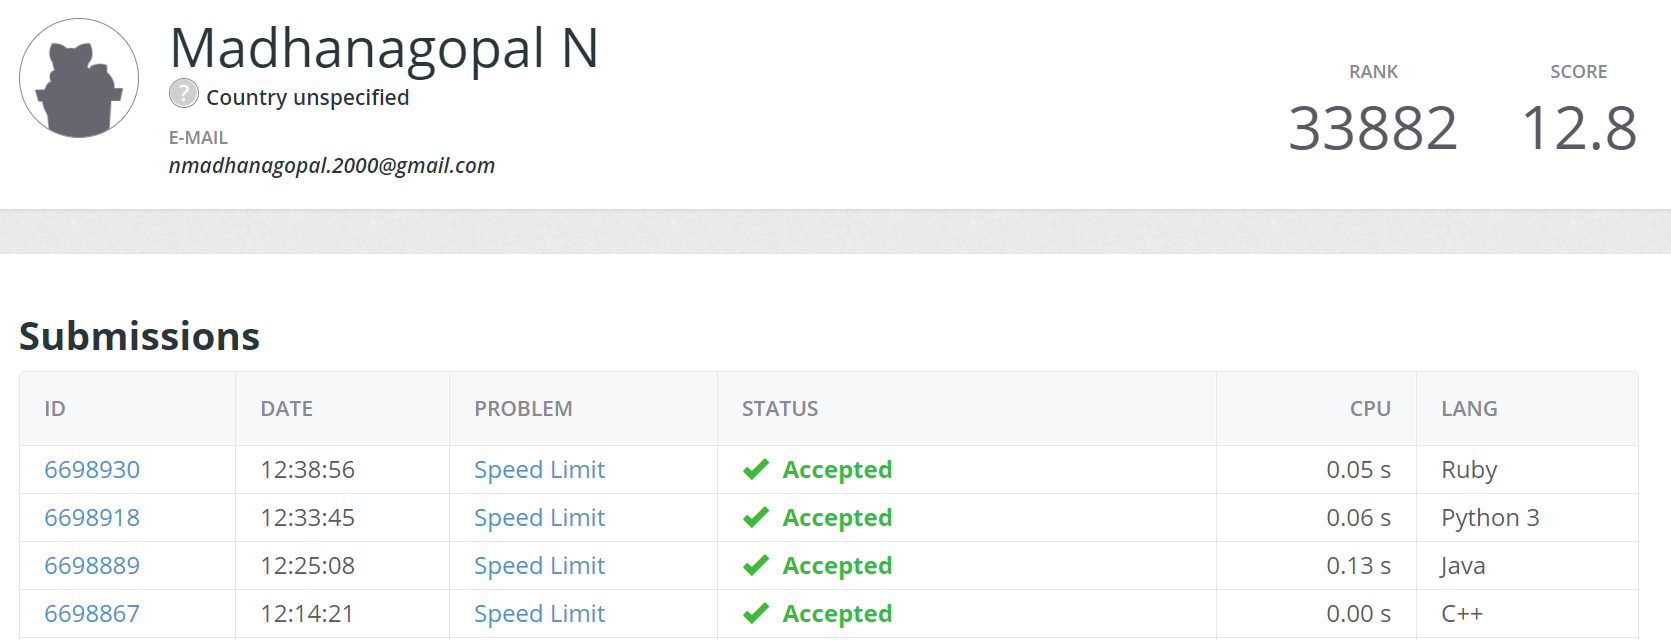 Madhanagopal N
? Country unspecified
E-MAIL
nmadhanagopal.2000@gmail.com
RANK SCORE
33882 12.8
Submissions
ID DATE PROBLEM STATUS CPU LANG
6698930 12:38:56 Speed Limit Accepted 0.05 s Ruby
6698918 12:33:45 Speed Limit Accepted 0.06 s Python 3
6698889 12:25:08 Speed Limit Accepted 0.13 s Java
6698867 12:14:21 Speed Limit Accepted 0.00 s C++